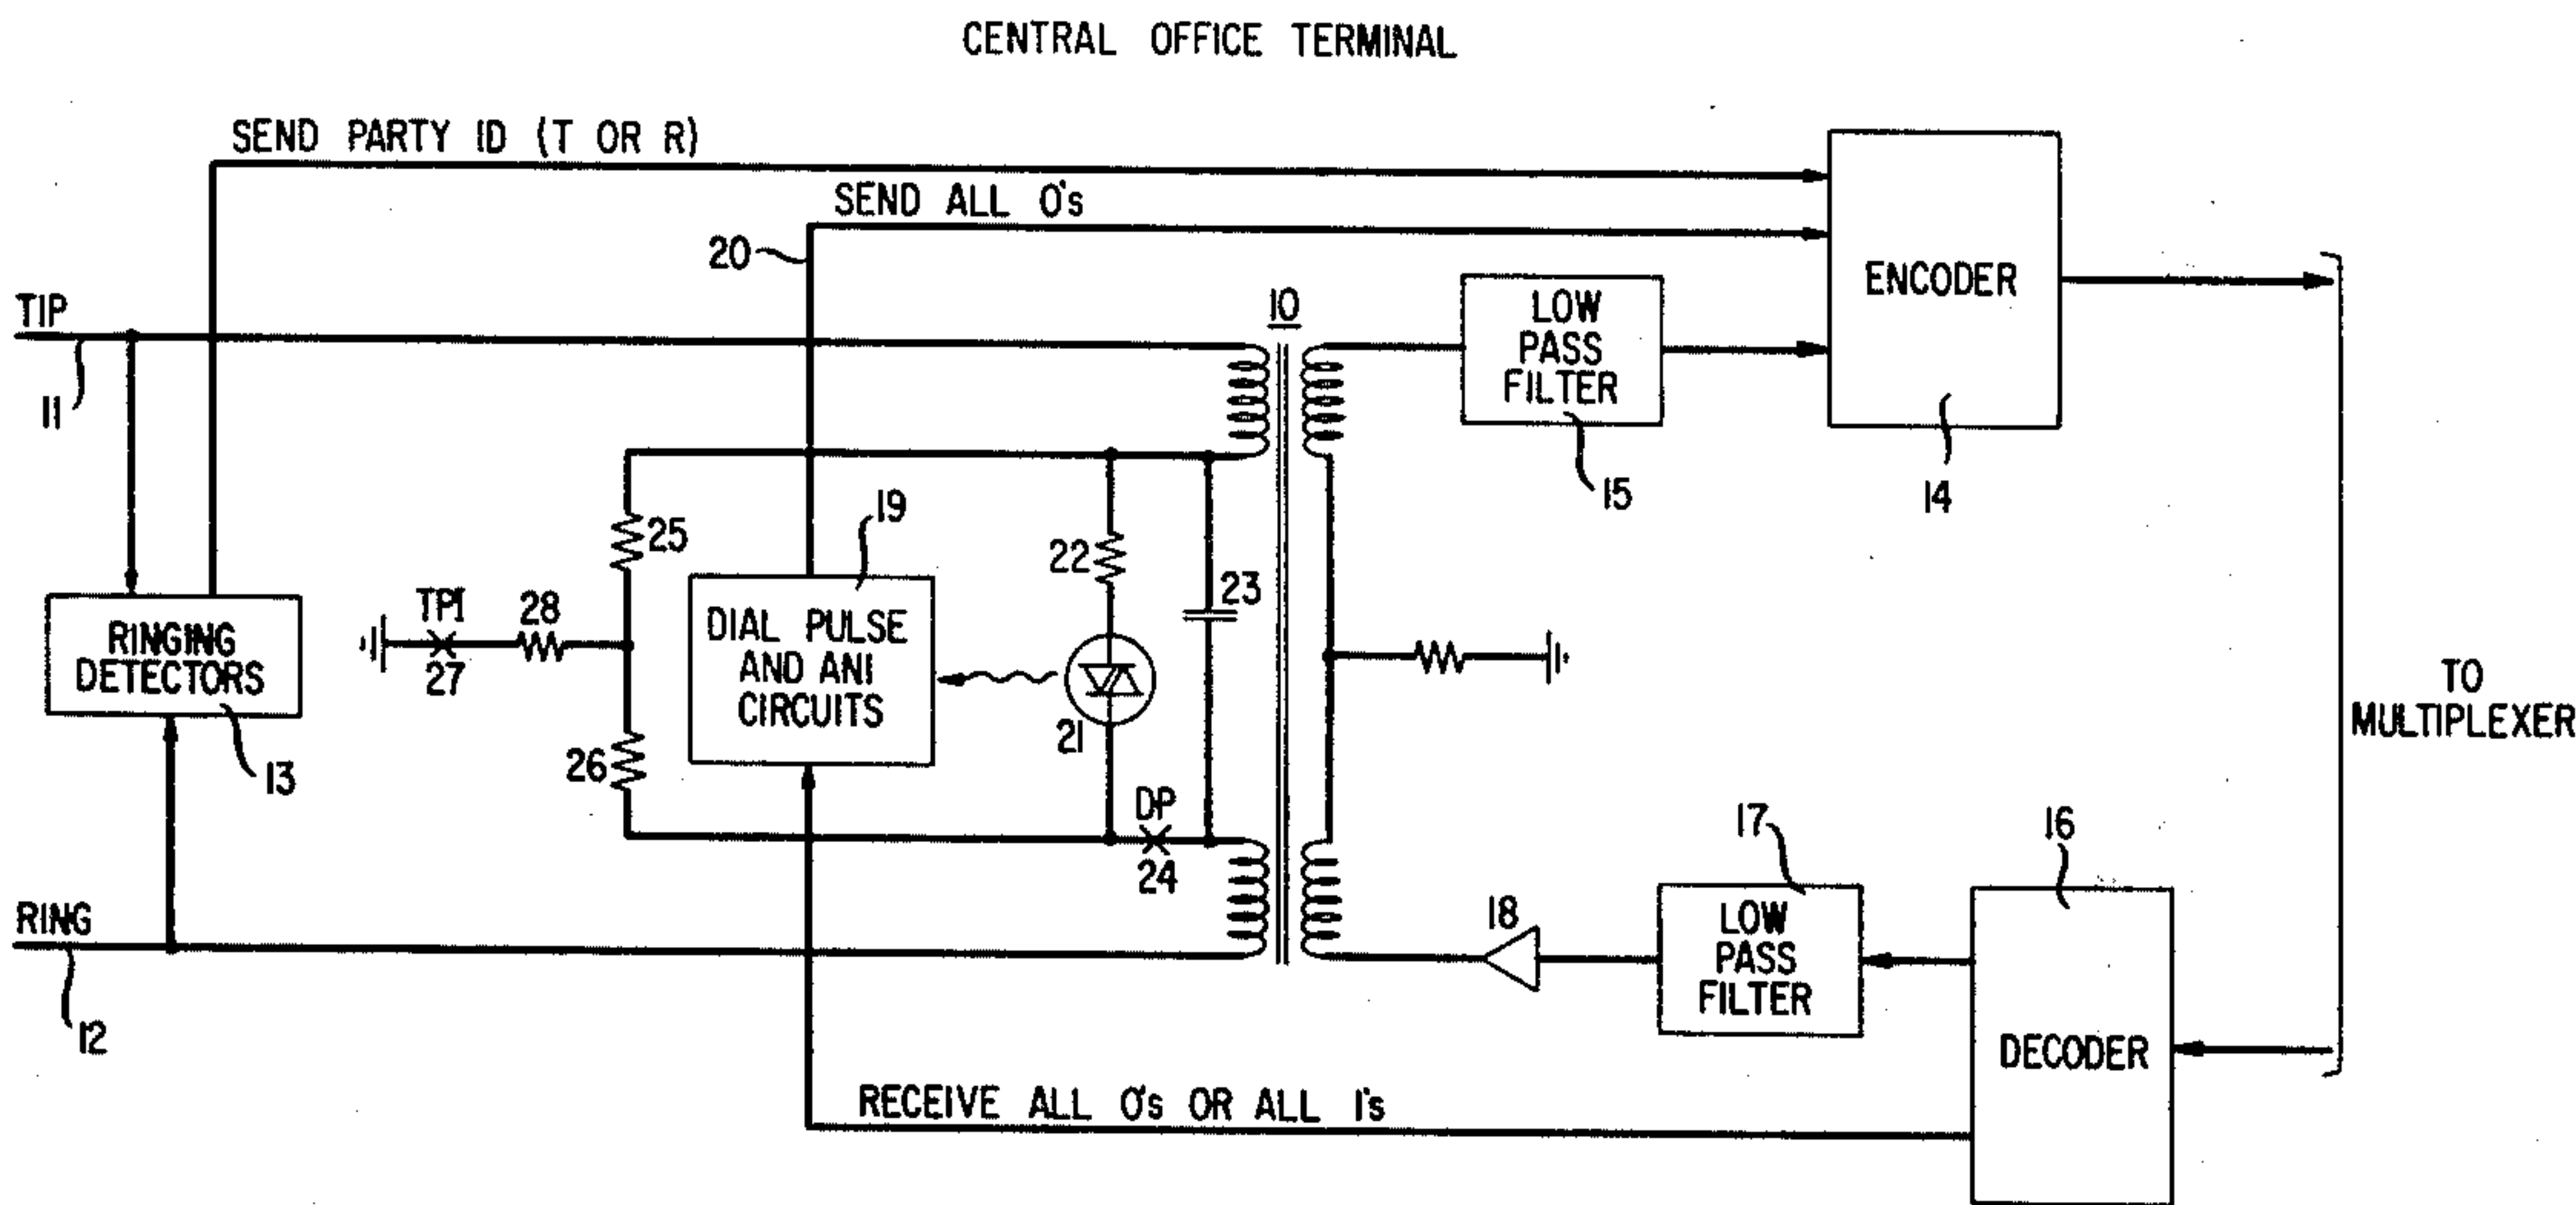 CENTRAL OFFICE TERMINAL
SEND PARTY ID (T OR R)
SEND ALL 0's
20
TIP
11
10
LOW
PASS
FILTER
15
ENCODER
14
19
25
22
23
TPI
28
27
RINGING
DETECTORS
13
DIAL PULSE
AND ANI
CIRCUITS
21
26
DP
24
TO
MULTIPLEXER
RING
12
18
17
LOW
PASS
FILTER
16
DECODER
RECEIVE ALL 0's OR ALL 1's